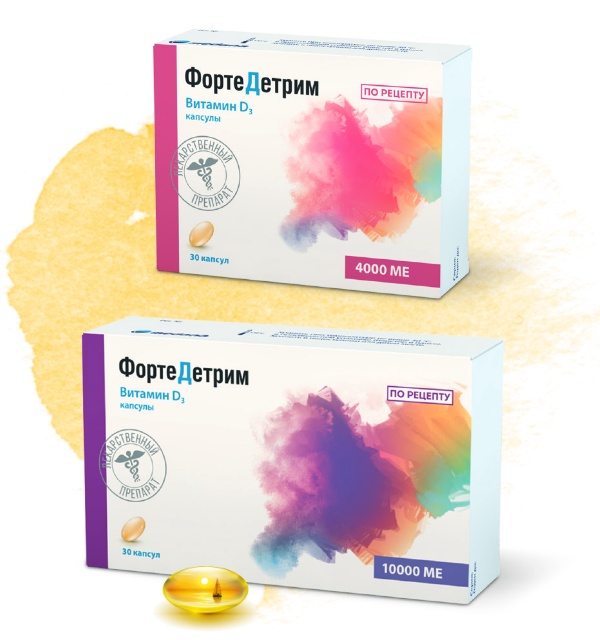 ФортеДетрим
ПО РЕЦЕПТУ
Витамин D₃
капсулы
ЛЕКАРСТВЕННЫЙ
ПРЕПАРАТ
30 капсул
4000 МЕ
ФортеДетрим
Витамин D₃
капсулы
ПО РЕЦЕПТУ
ЛЕКАРСТВЕННЫЙ
ПРЕПАРАТ
30 капсул
10000 МЕ